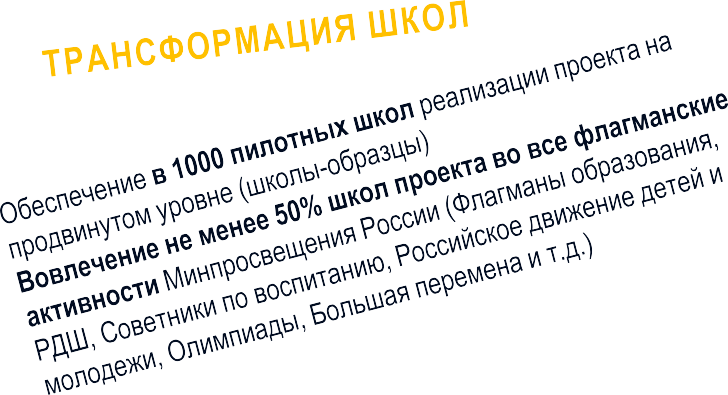 ТРАНСФОРМАЦИЯ ШКОЛ
Обеспечение в 1000 пилотных школ реализации проекта на
продвинутом уровне (школы-образцы)
Вовлечение не менее 50% школ проекта во все флагманские
активности Минпросвещения России (Флагманы образования,
РДШ, Советники по воспитанию, Российское движение детей и
молодежи, Олимпиады, Большая перемена и т.д.)